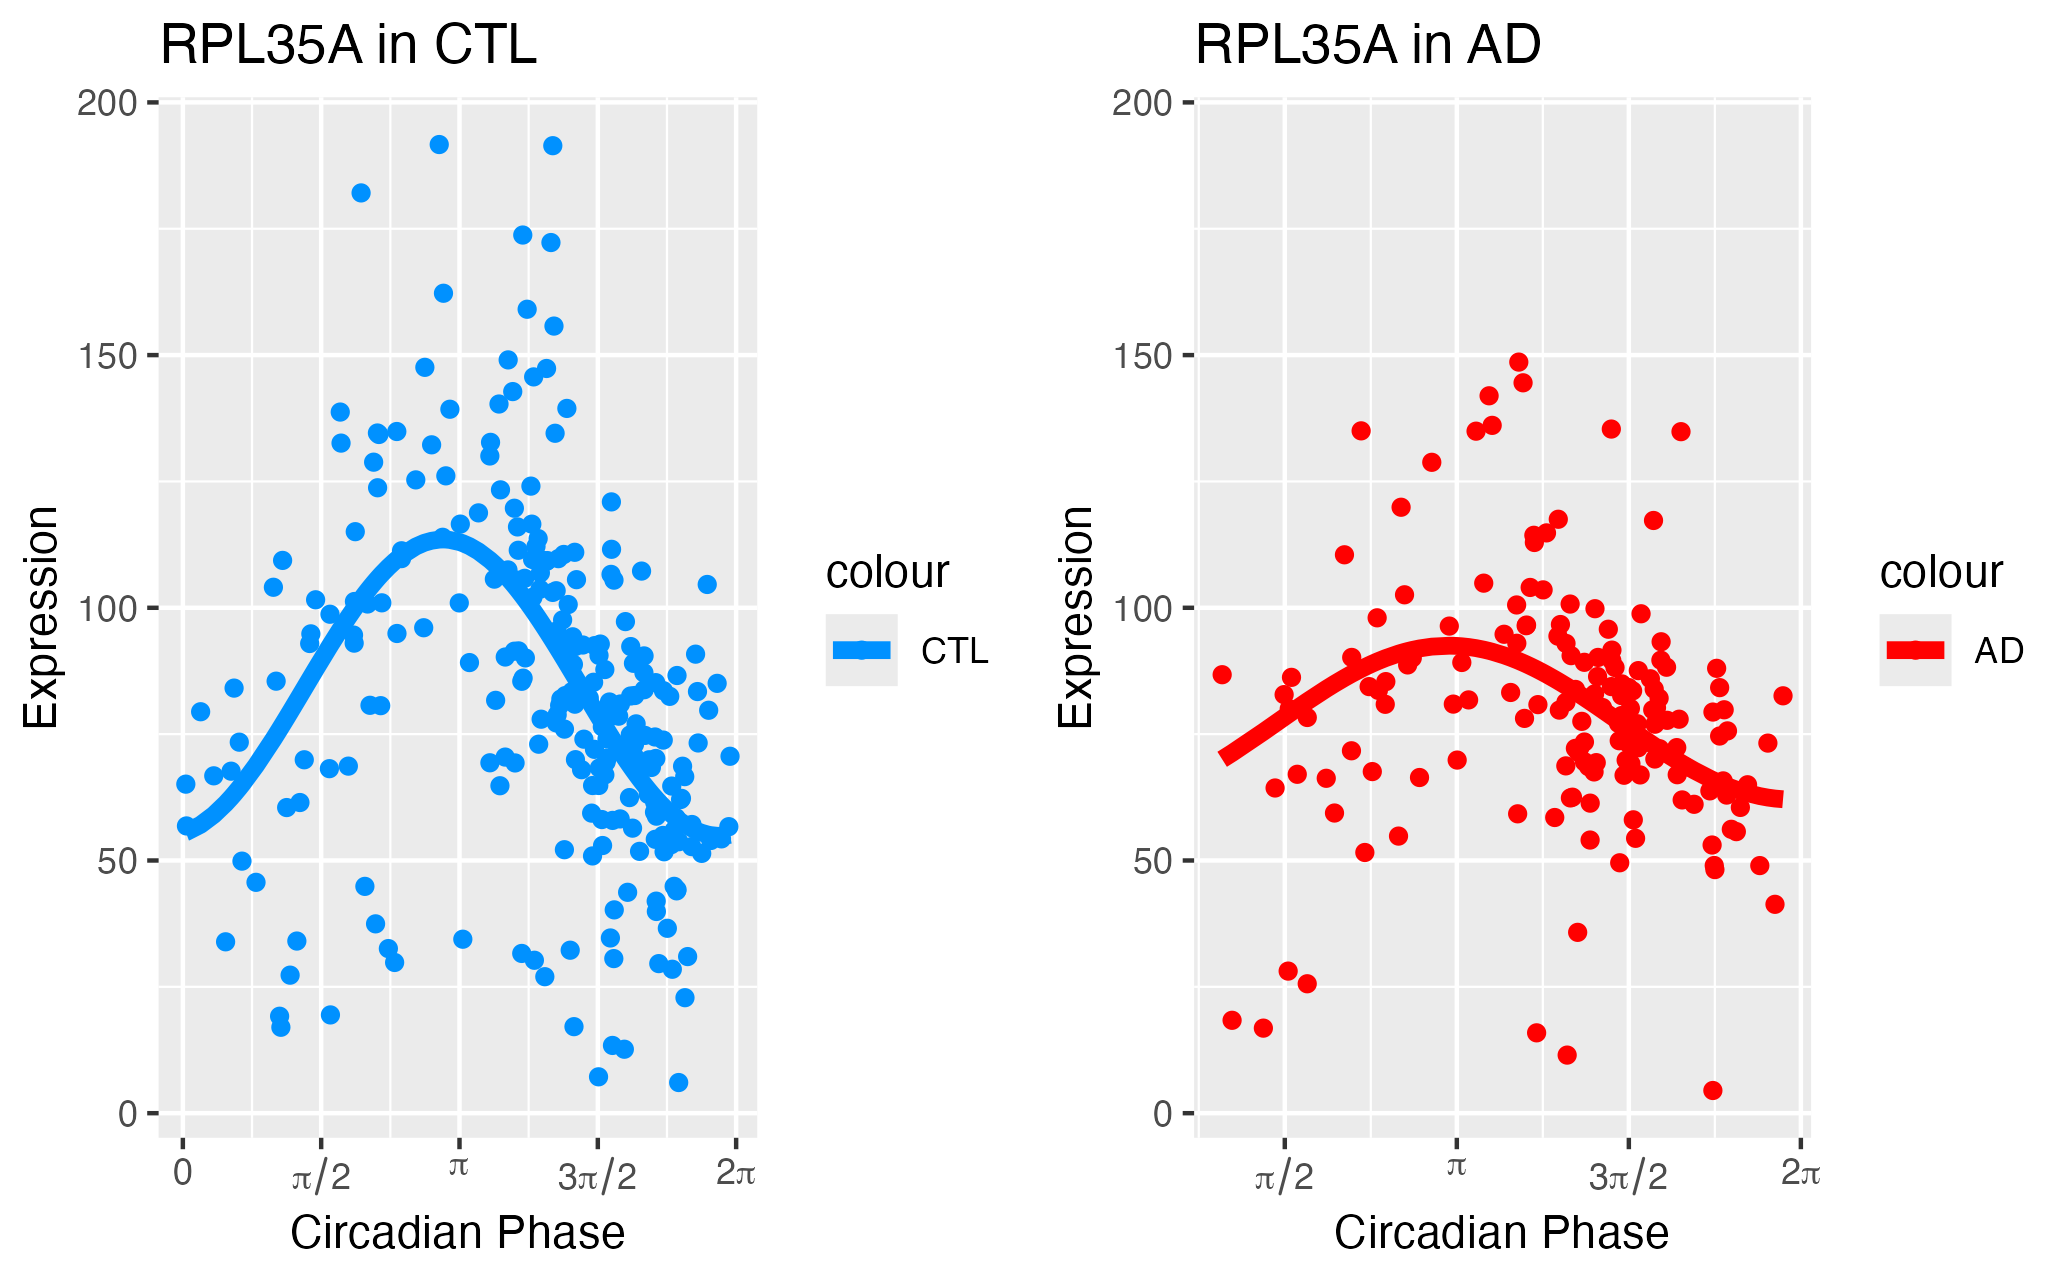 RPL35A in CTL
200
150
100
50
0
Expression
0
π/2
π
3π/2
2π
Circadian Phase
colour
CTL
RPL35A in AD
200
150
100
50
0
Expression
π/2
π
3π/2
2π
Circadian Phase
colour
AD